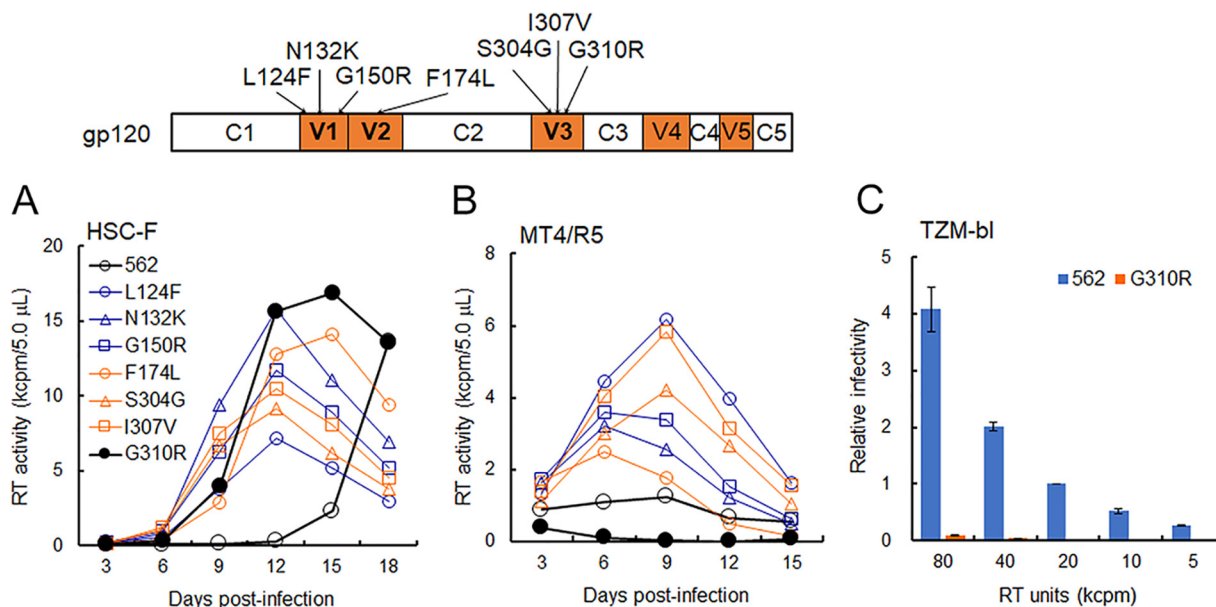 I307V
N132K S304G G310R
L124F G150R F174L
gp120 C1 V1 V2 C2 V3 C3 V4 C4 V5 C5
A
HSC-F
RT activity (kcpm/5.0 μL)
20
15
10
5
0
562
L124F
N132K
G150R
F174L
S304G
I307V
G310R
3 6 9 12 15 18
Days post-infection
B
MT4/R5
RT activity (kcpm/5.0 μL)
8
6
4
2
0
3 6 9 12 15
Days post-infection
C
TZM-bl
Relative infectivity
5
4
3
2
1
0
562 G310R
80 40 20 10 5
RT units (kcpm)